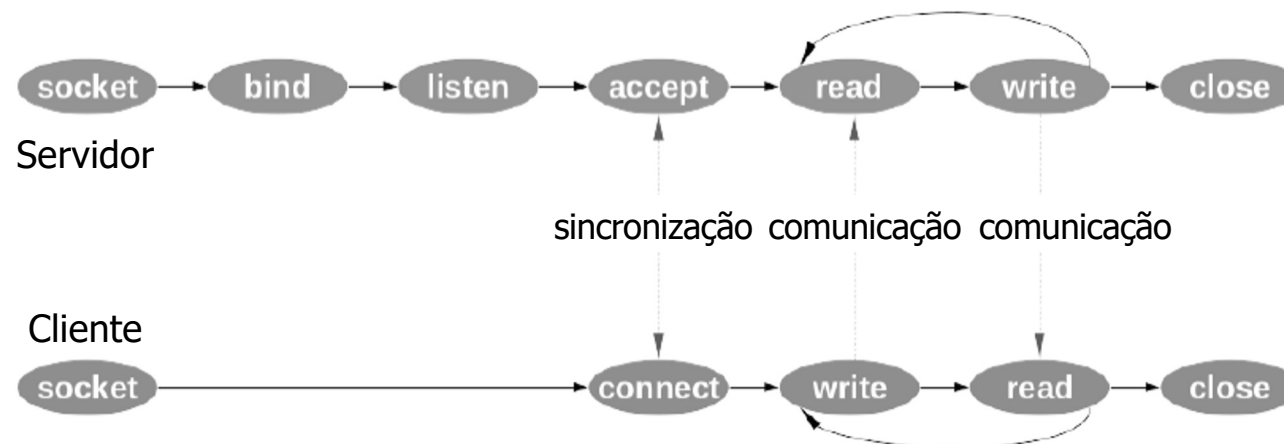 socket bind listen accept read write close
Servidor
sincronização comunicação comunicação
Cliente
socket connect write read close